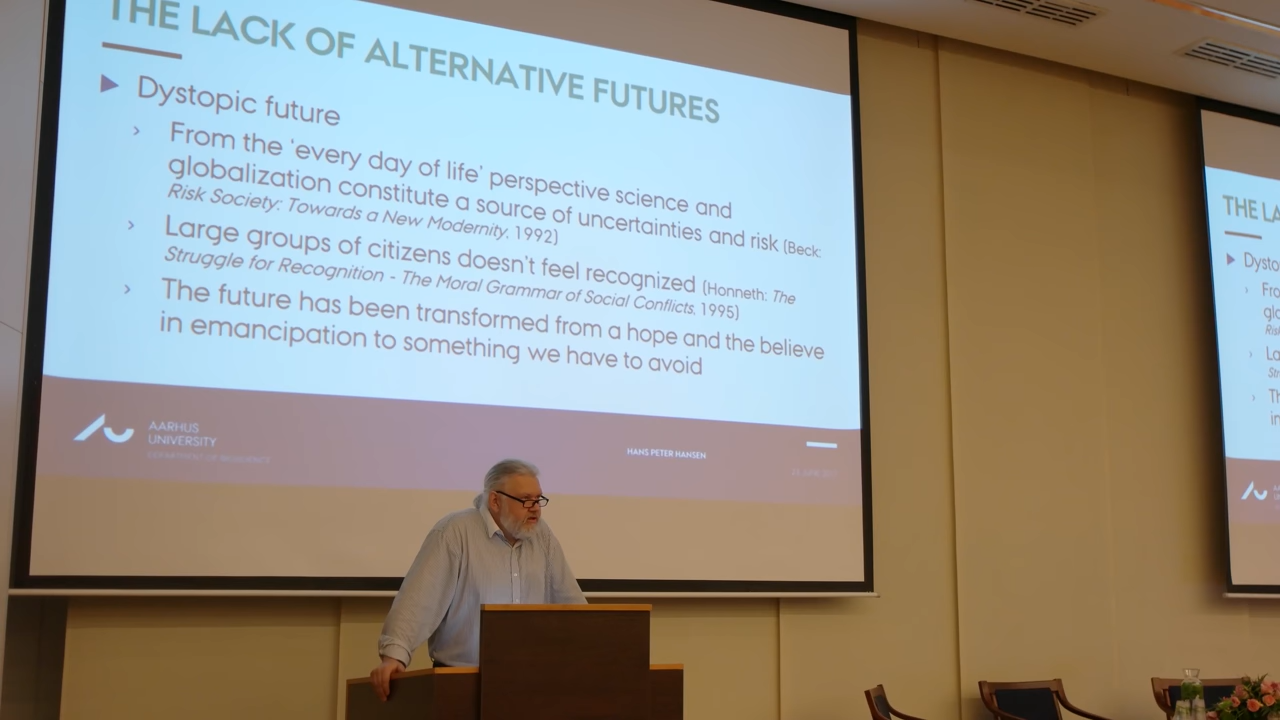 THE LACK OF ALTERNATIVE FUTURES
Dystopic future
From the 'every day of life' perspective science and
globalization constitute a source of uncertainties and risk (Beck:
Risk Society: Towards a New Modernity, 1992)
Large groups of citizens doesn't feel recognized (Honneth: The
Struggle for Recognition - The Moral Grammar of Social Conflicts, 1995)
The future has been transformed from a hope and the believe
in emancipation to something we have to avoid
AARHUS
UNIVERSITY
HANS PETER HANSEN
THE LA
Dysto
Fro
glo
Ris
La
Str
Th
in